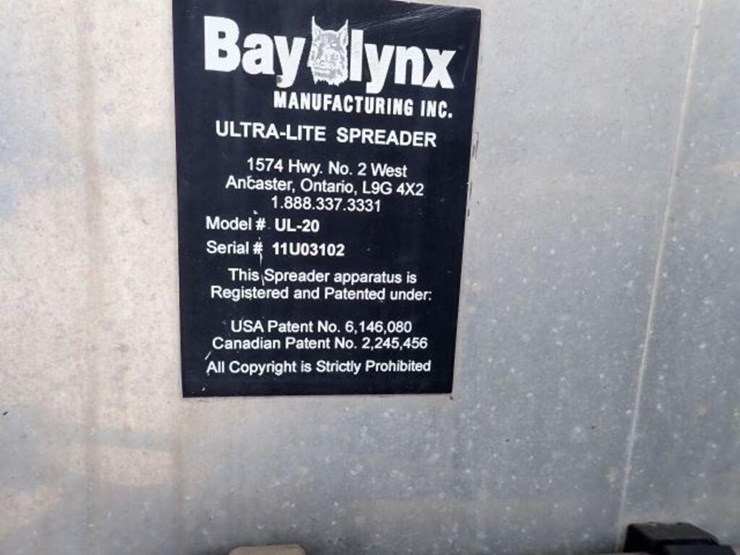 Bay lynx
MANUFACTURING INC.
ULTRA-LITE SPREADER
1574 Hwy. No. 2 West
Ancaster, Ontario, L9G 4X2
1.888.337.3331
Model # UL-20
Serial # 11U03102
This Spreader apparatus is
Registered and Patented under:
USA Patent No. 6,146,080
Canadian Patent No. 2,245,456
All Copyright is Strictly Prohibited